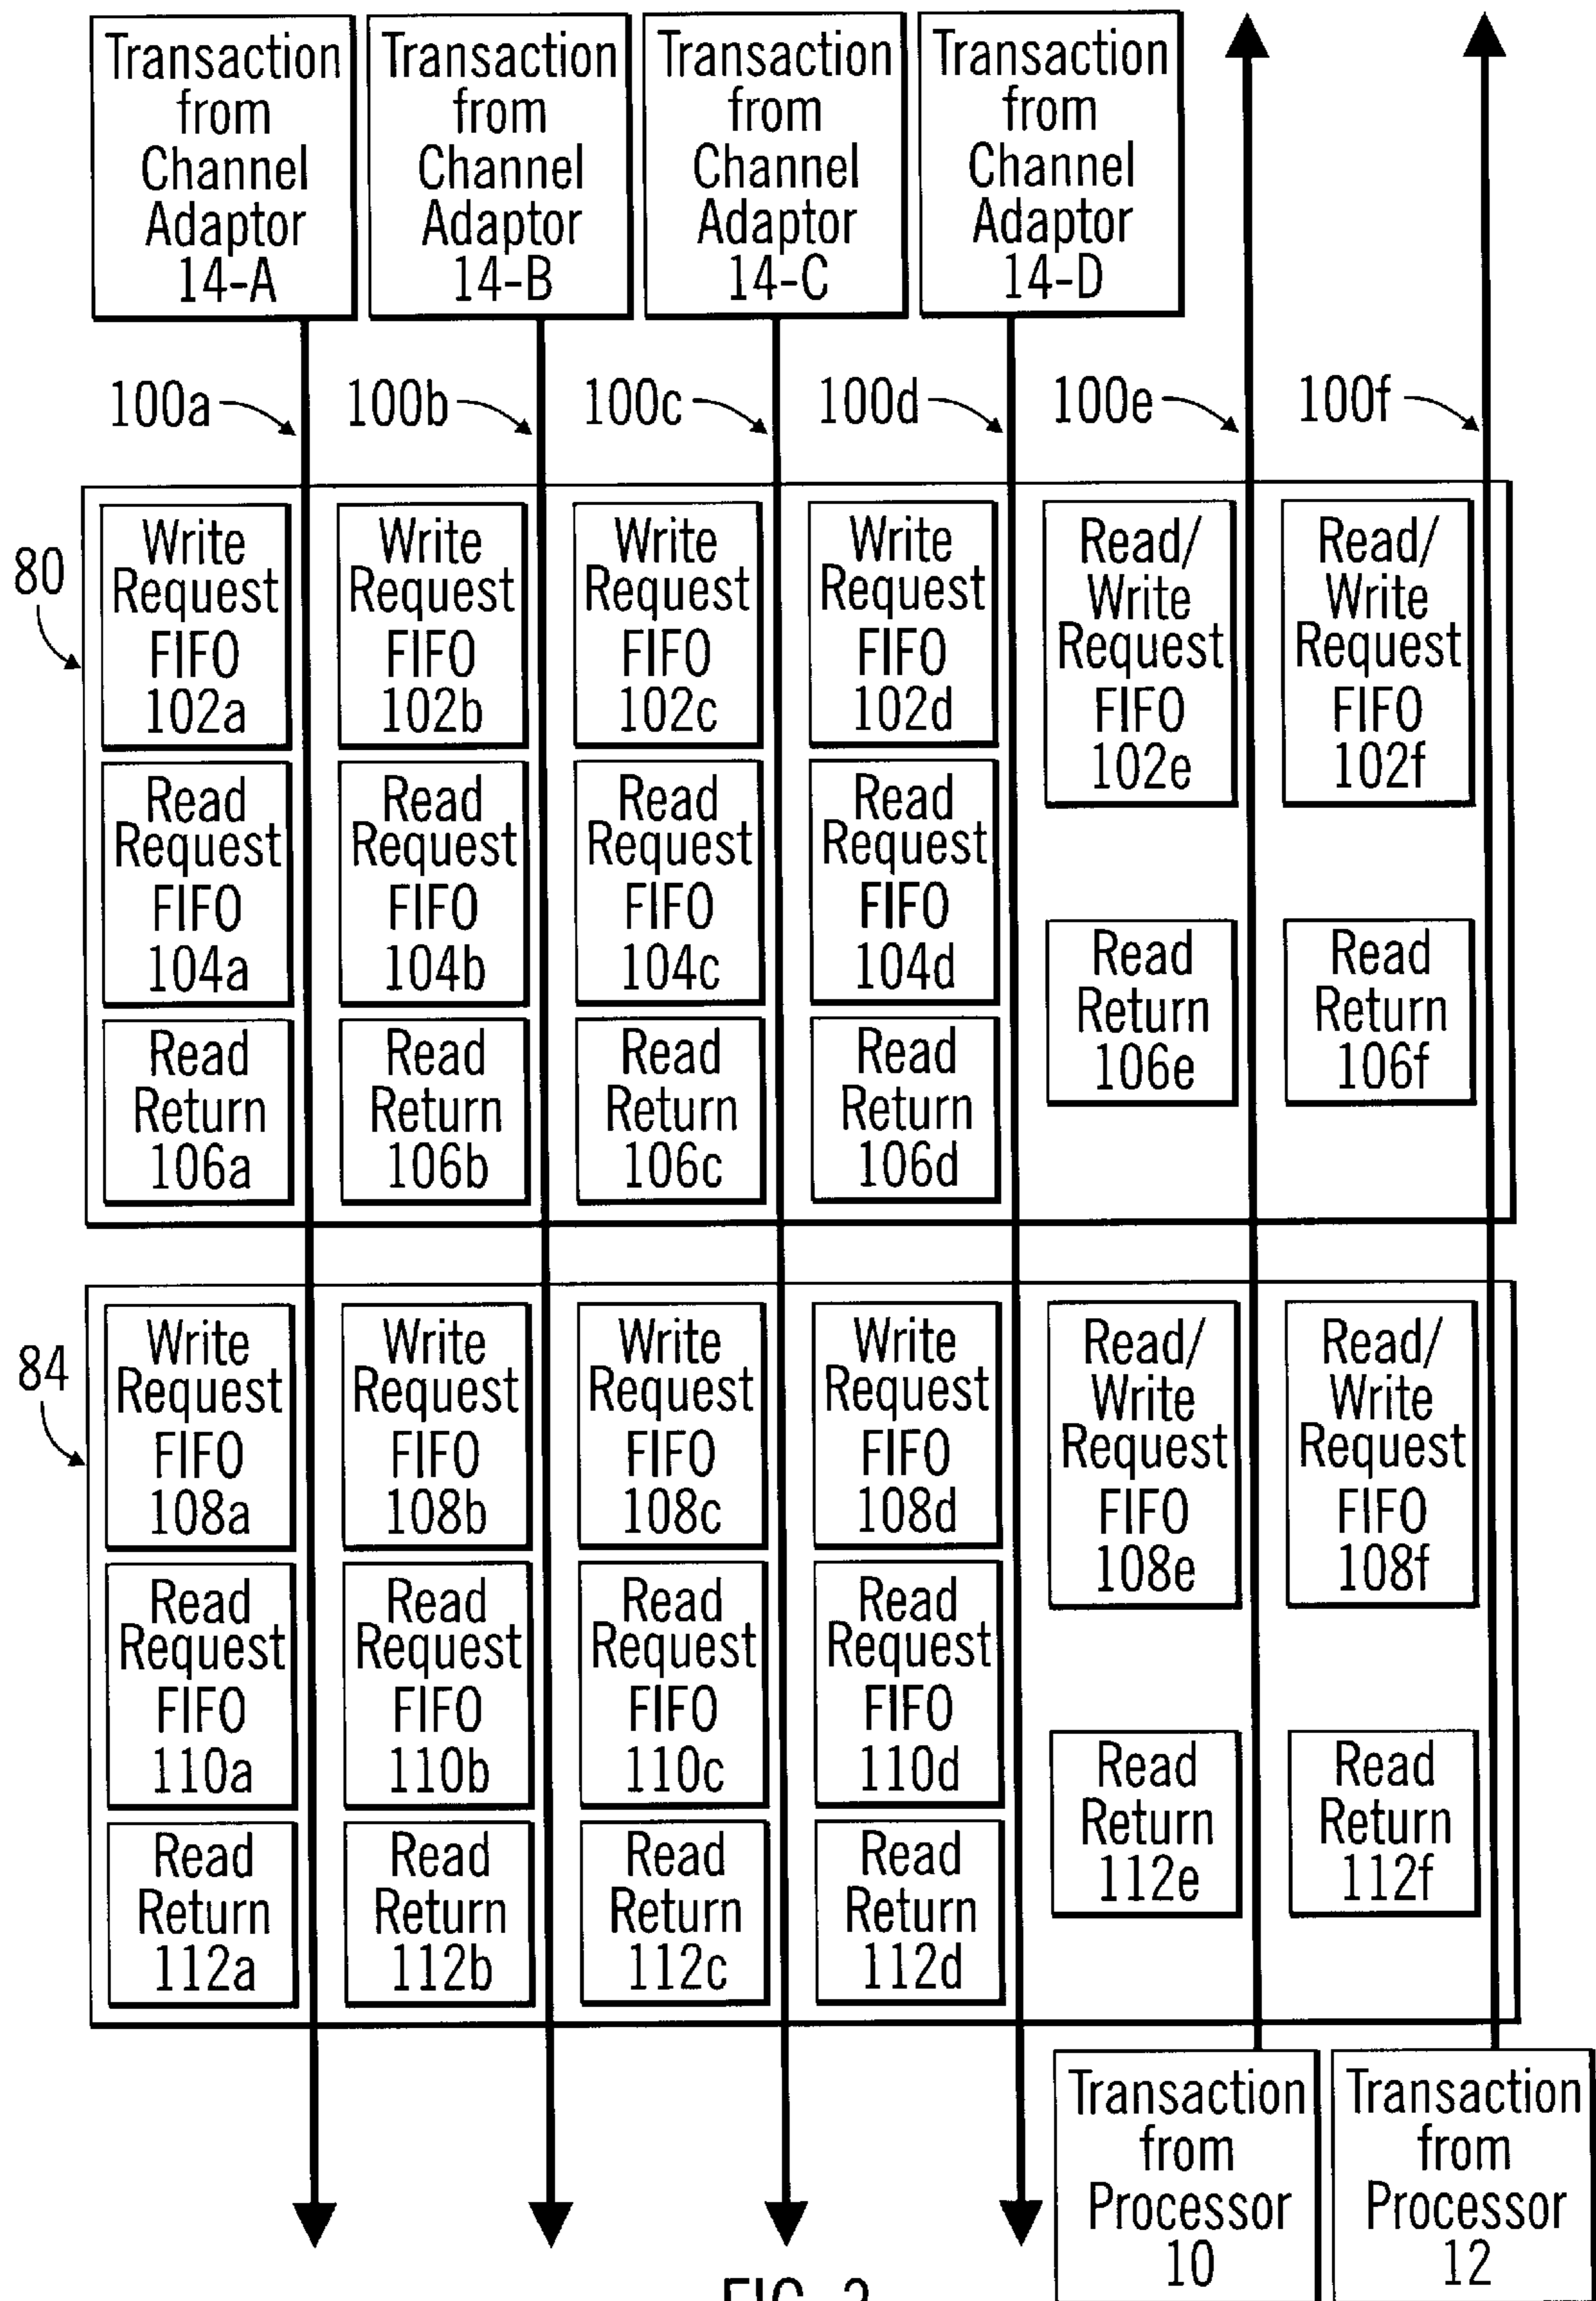 Transaction
from
Channel
Adaptor
14-A
Transaction
from
Channel
Adaptor
14-B
Transaction
from
Channel
Adaptor
14-C
Transaction
from
Channel
Adaptor
14-D
100a
100b
100c
100d
100e
100f
80
Write
Request
FIFO
102a
Write
Request
FIFO
102b
Write
Request
FIFO
102c
Write
Request
FIFO
102d
Read/
Write
Request
FIFO
102e
Read/
Write
Request
FIFO
102f
Read
Request
FIFO
104a
Read
Request
FIFO
104b
Read
Request
FIFO
104c
Read
Request
FIFO
104d
Read
Return
106a
Read
Return
106b
Read
Return
106c
Read
Return
106d
Read
Return
106e
Read
Return
106f
84
Write
Request
FIFO
108a
Write
Request
FIFO
108b
Write
Request
FIFO
108c
Write
Request
FIFO
108d
Read/
Write
Request
FIFO
108e
Read/
Write
Request
FIFO
108f
Read
Request
FIFO
110a
Read
Request
FIFO
110b
Read
Request
FIFO
110c
Read
Request
FIFO
110d
Read
Return
112a
Read
Return
112b
Read
Return
112c
Read
Return
112d
Read
Return
112e
Read
Return
112f
Transaction
from
Processor
10
Transaction
from
Processor
12